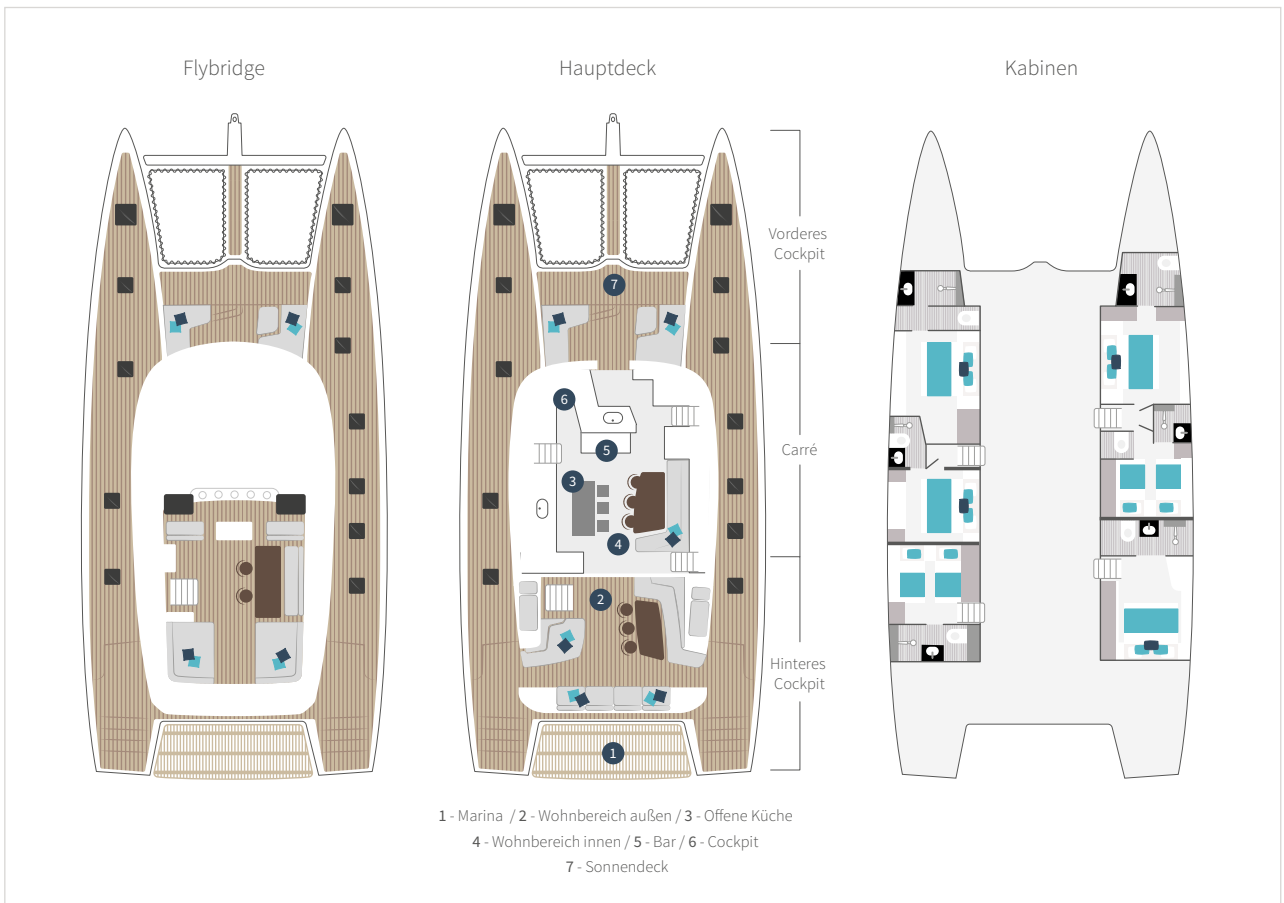 Flybridge
Hauptdeck
Kabinen
Vorderes
Cockpit
Carré
Hinteres
Cockpit
7
6
5
3
4
2
1
1 - Marina / 2 - Wohnbereich außen / 3 - Offene Küche
4 - Wohnbereich innen / 5 - Bar / 6 - Cockpit
7 - Sonnendeck